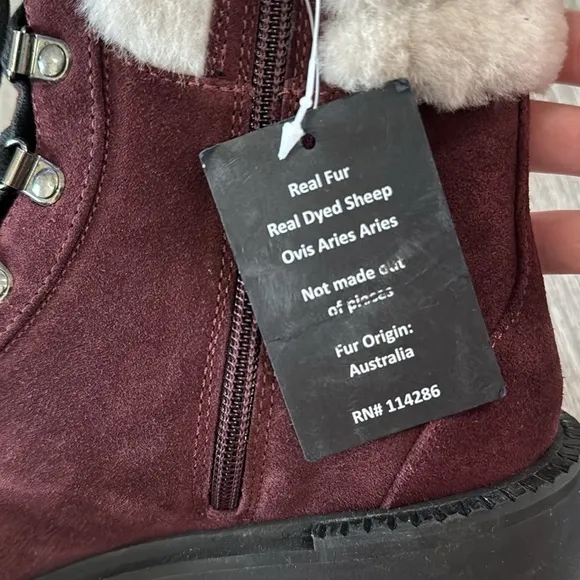 Real Fur
Real Dyed Sheep
Ovis Aries Aries
Not made out
of pieces
Fur Origin:
Australia
RN# 114286